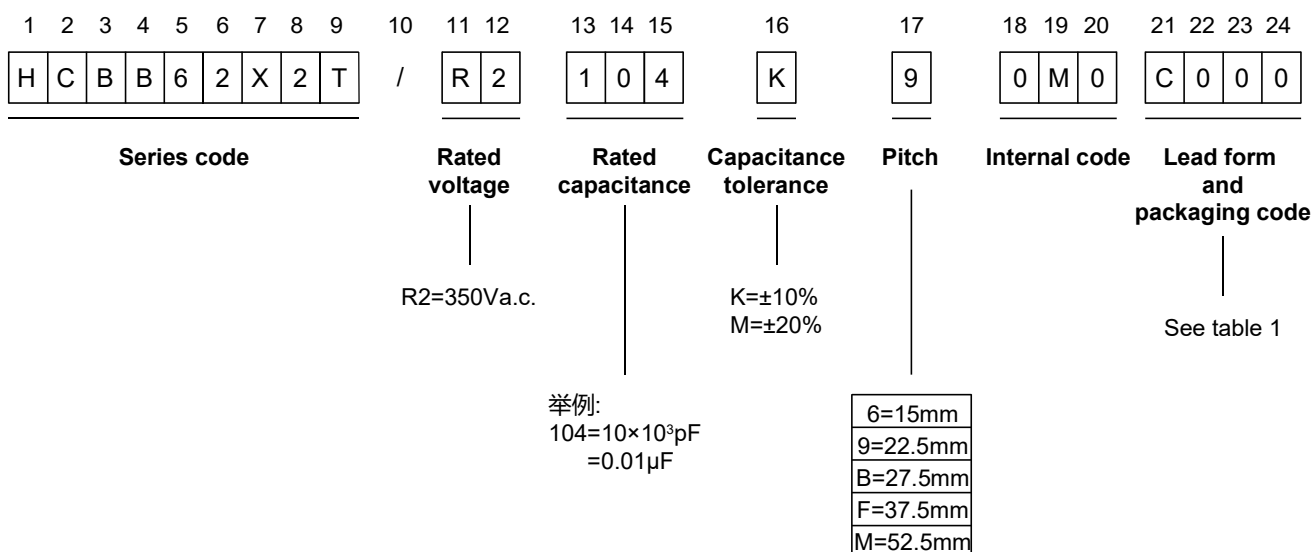 1 2 3 4 5 6 7 8 9 10 11 12 13 14 15 16 17 18 19 20 21 22 23 24
H C B B 6 2 X 2 T / R 2 1 0 4 K 9 0 M 0 C 0 0 0
Series code
Rated
voltage
R2=350Va.c.
Rated
capacitance
举例:
104=10×10³pF
=0.01μF
Capacitance
tolerance
K=±10%
M=±20%
Pitch
6=15mm
9=22.5mm
B=27.5mm
F=37.5mm
M=52.5mm
Internal code
Lead form
and
packaging code
See table 1